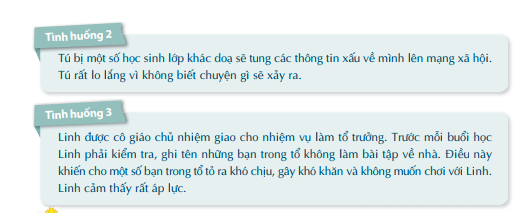 Tình huống 2
Tú bị một số học sinh lớp khác doạ sẽ tung các thông tin xấu về mình lên mạng xã hội.
Tú rất lo lắng vì không biết chuyện gì sẽ xảy ra.
Tình huống 3
Linh được cô giáo chủ nhiệm giao cho nhiệm vụ làm tổ trưởng. Trước mỗi buổi học
Linh phải kiểm tra, ghi tên những bạn trong tổ không làm bài tập về nhà. Điều này
khiến cho một số bạn trong tổ tỏ ra khó chịu, gây khó khăn và không muốn chơi với Linh.
Linh cảm thấy rất áp lực.